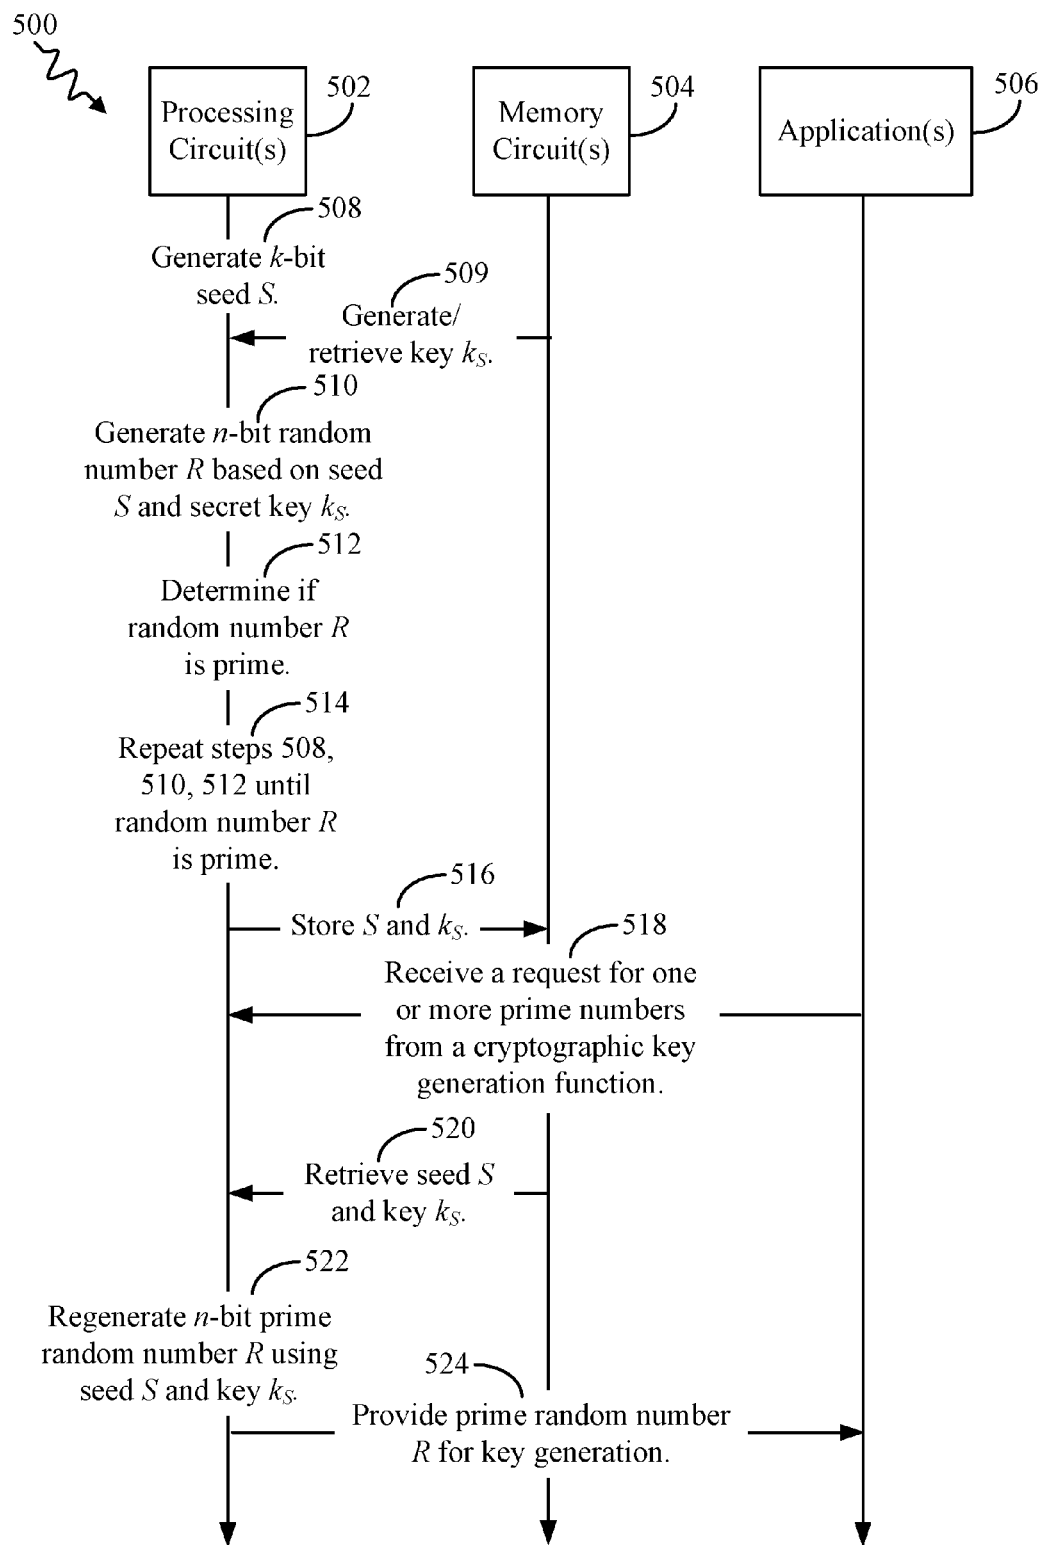 500
Processing
Circuit(s)
502
Memory
Circuit(s)
504
Application(s)
506
508
Generate k-bit
seed S.
509
Generate/
retrieve key kS.
510
Generate n-bit random
number R based on seed
S and secret key kS.
512
Determine if
random number R
is prime.
514
Repeat steps 508,
510, 512 until
random number R
is prime.
516
Store S and kS.
518
Receive a request for one
or more prime numbers
from a cryptographic key
generation function.
520
Retrieve seed S
and key kS.
522
Regenerate n-bit prime
random number R using
seed S and key kS.
524
Provide prime random number
R for key generation.